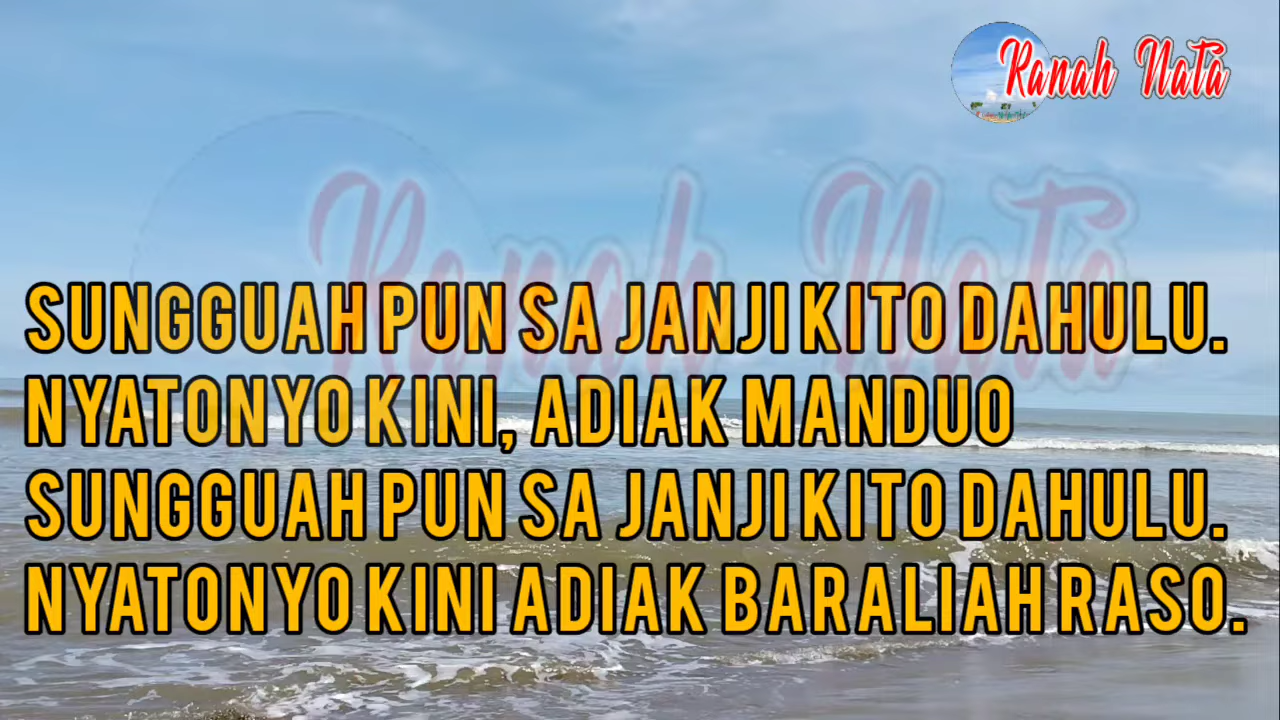 Ranah Nata
SUNGGUAH PUN SA JANJI KITO DAHULU.
NYATONYO KINI, ADIAK MANDUO
SUNGGUAH PUN SA JANJI KITO DAHULU.
NYATONYO KINI ADIAK BARALIAH RASO.